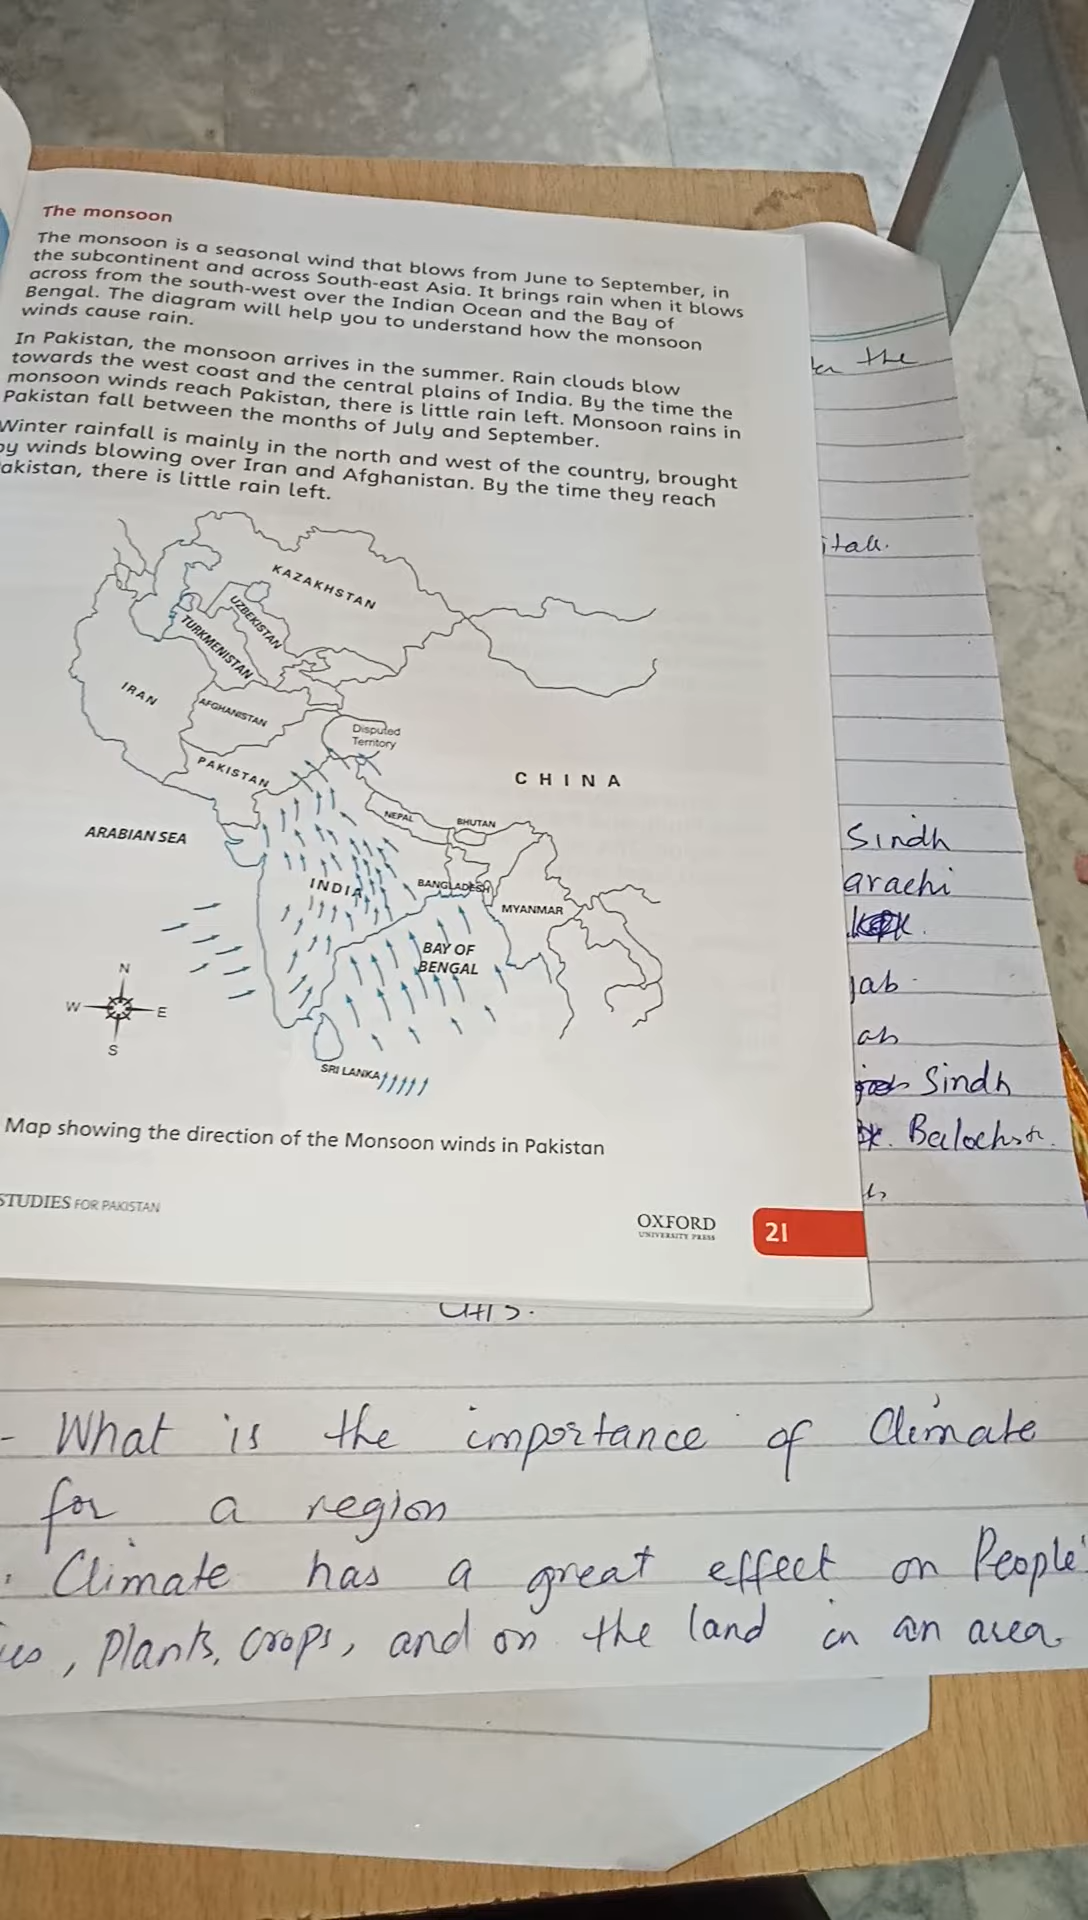 The monsoon
The monsoon is a seasonal wind that blows from June to September, in
the subcontinent and across South-east Asia. It brings rain when it blows
across from the south-west over the Indian Ocean and the Bay of
Bengal. The diagram will help you to understand how the monsoon
winds cause rain.
In Pakistan, the monsoon arrives in the summer. Rain clouds blow
towards the west coast and the central plains of India. By the time the
monsoon winds reach Pakistan, there is little rain left. Monsoon rains in
Pakistan fall between the months of July and September.
Winter rainfall is mainly in the north and west of the country, brought
by winds blowing over Iran and Afghanistan. By the time they reach
akistan, there is little rain left.
KAZAKHSTAN
UZBEKISTAN
TURKMENISTAN
IRAN
AFGHANISTAN
Disputed
Territory
PAKISTAN
CHINA
NEPAL
BHUTAN
ARABIAN SEA
INDIA
BANGLADESH
MYANMAR
BAY OF
BENGAL
N
W E
S
SRI LANKA
Map showing the direction of the Monsoon winds in Pakistan
STUDIES FOR PAKISTAN
OXFORD
UNIVERSITY PRESS
21
the
Sindh
arachi
jab
Sindh
- What is the importance of Climate
for a region
Climate has a great effect on People
, Plants, crops, and on the land in an area